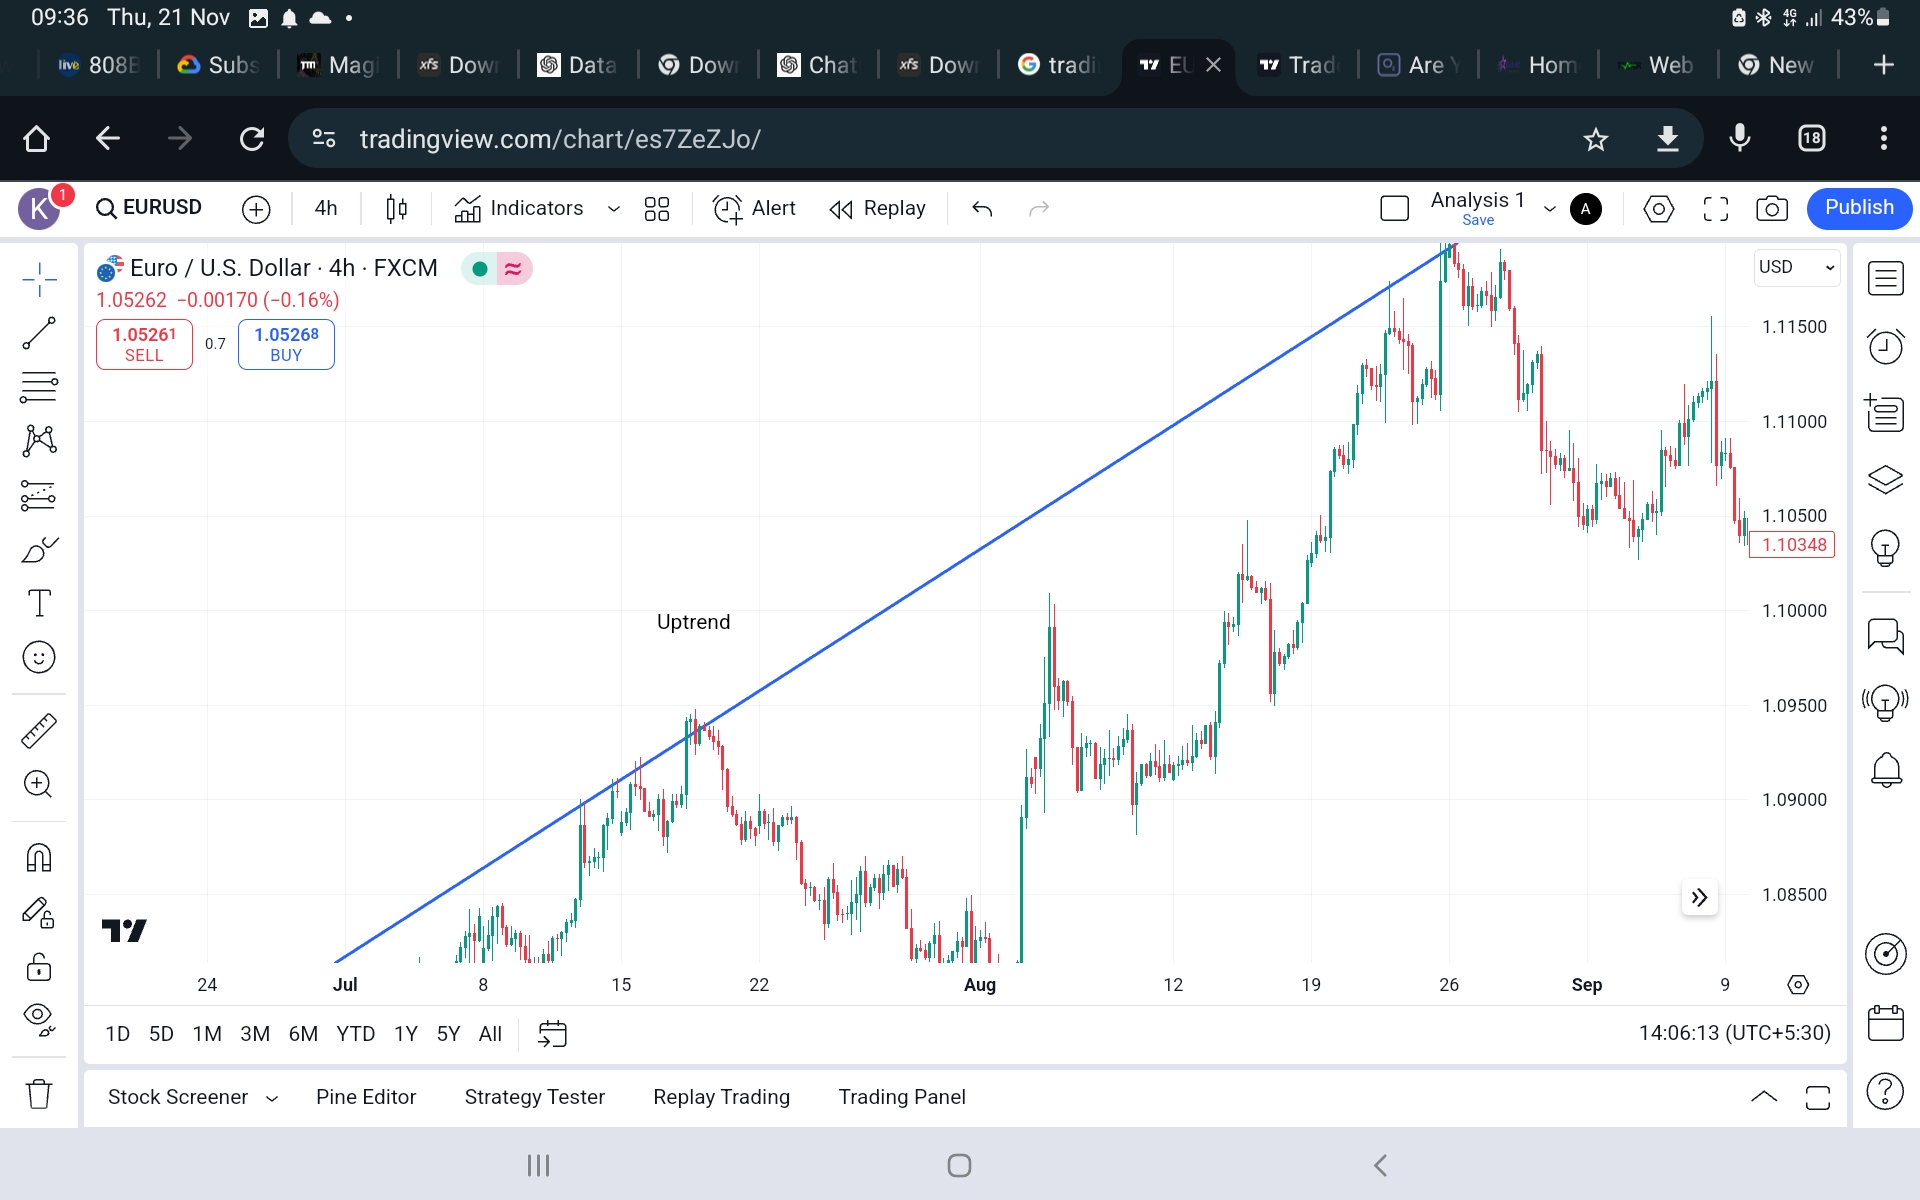 09:36 Thu, 21 Nov
43%
808B
Subs
Magi
Dow
Data
Dow
Chat
Dow
tradi
EU
Trad
Are Y
Hom
Web
New
tradingview.com/chart/es7ZeZJo/
18
K
1
EURUSD
4h
Indicators
Alert
Replay
Analysis 1
Save
A
Publish
Euro / U.S. Dollar · 4h · FXCM
USD
1.05262 −0.00170 (−0.16%)
1.05261
SELL
0.7
1.05268
BUY
1.11500
1.11000
1.10500
1.10348
1.10000
1.09500
1.09000
1.08500
Uptrend
24
Jul
8
15
22
Aug
12
19
26
Sep
9
1D 5D 1M 3M 6M YTD 1Y 5Y All
14:06:13 (UTC+5:30)
Stock Screener
Pine Editor
Strategy Tester
Replay Trading
Trading Panel